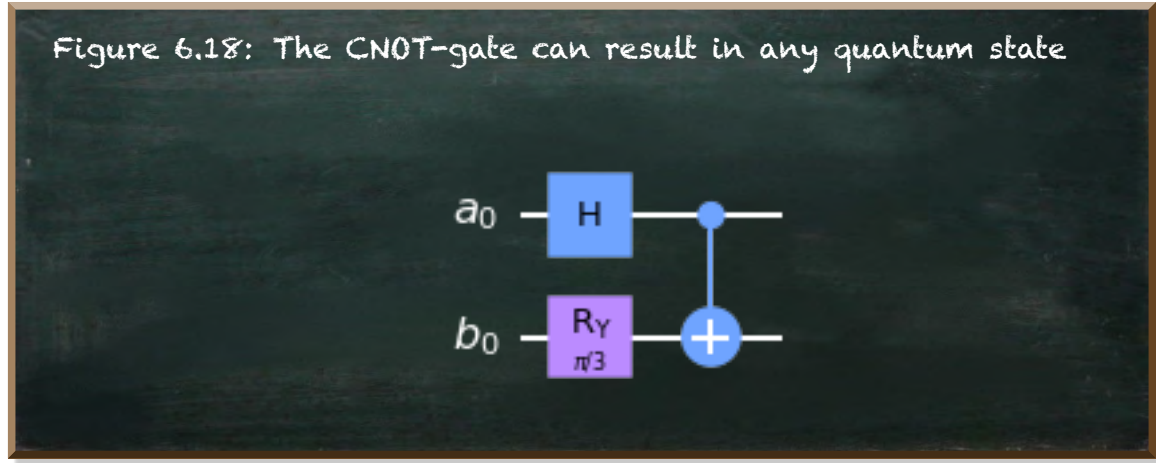 Figure 6.18: The CNOT-gate can result in any quantum state
a₀
H
b₀
RY
π/3